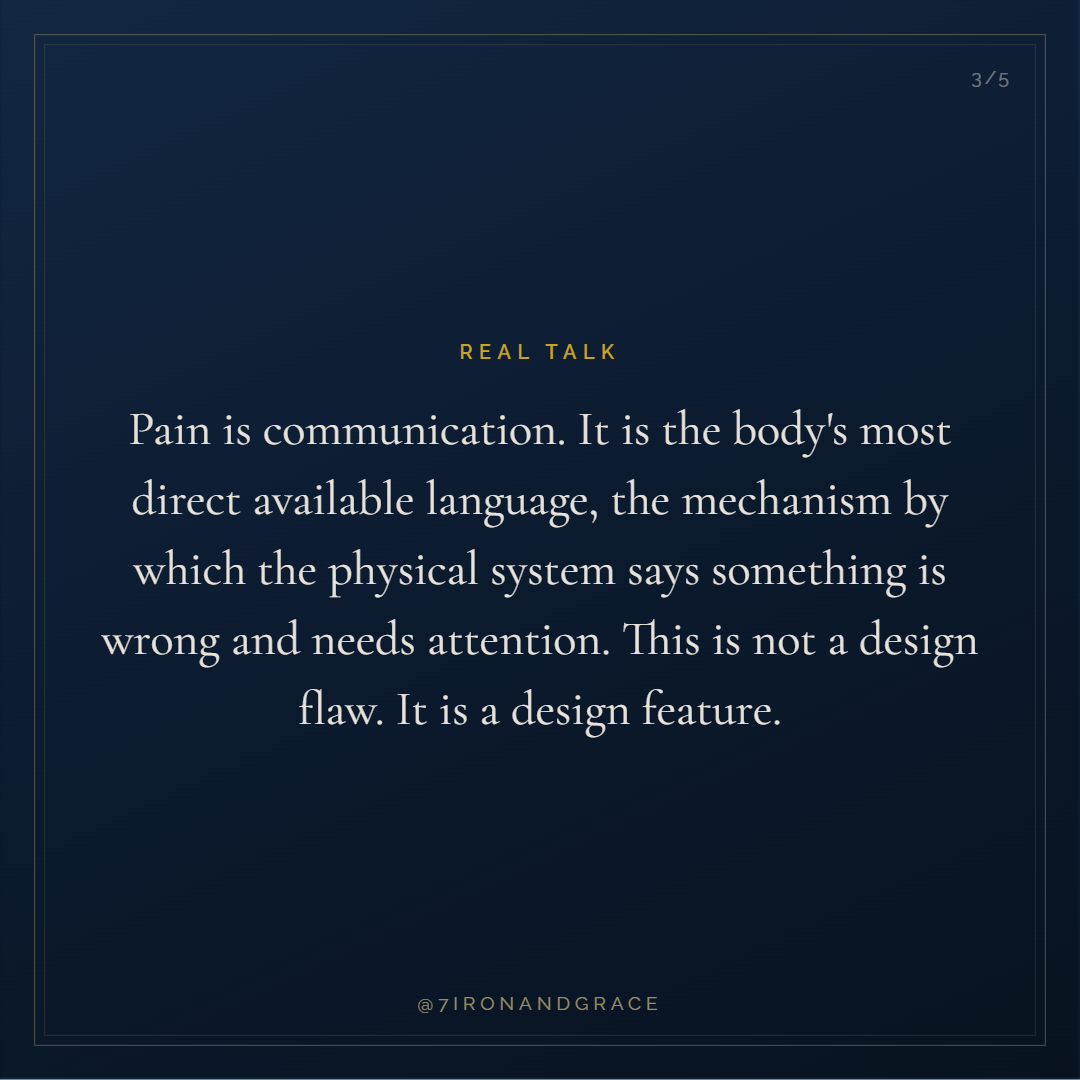 3/5
REAL TALK
Pain is communication. It is the body's most
direct available language, the mechanism by
which the physical system says something is
wrong and needs attention. This is not a design
flaw. It is a design feature.
@7IRONANDGRACE